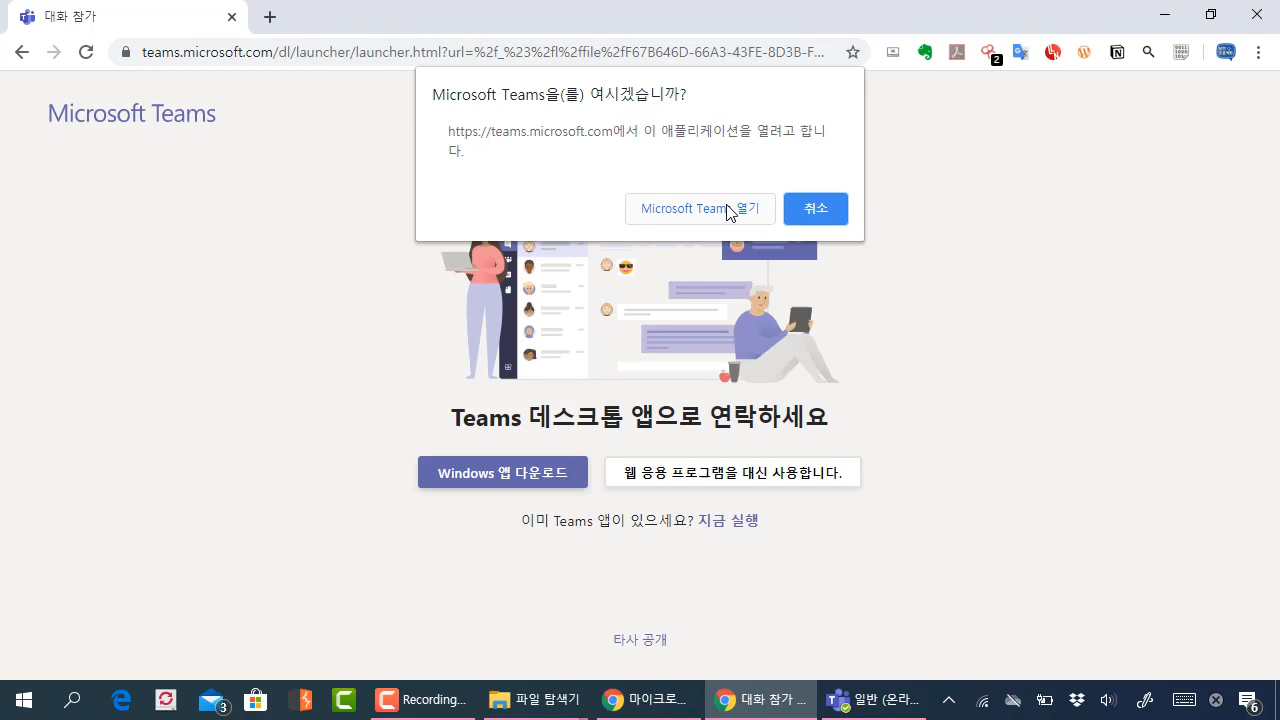 대화 참가
teams.microsoft.com/dl/launcher/launcher.html?url=%2f_%23%2fl%2ffile%2fF67B646D-66A3-43FE-8D3B-F...
2
Microsoft Teams
Microsoft Teams을(를) 여시겠습니까?
https://teams.microsoft.com에서 이 애플리케이션을 열려고 합니
다.
Microsoft Team 열기
취소
Teams 데스크톱 앱으로 연락하세요
Windows 앱 다운로드
웹 응용 프로그램을 대신 사용합니다.
이미 Teams 앱이 있으세요? 지금 실행
타사 공개
3
Recording...
파일 탐색기
마이크로...
대화 참가 ...
일반 (온라...
6